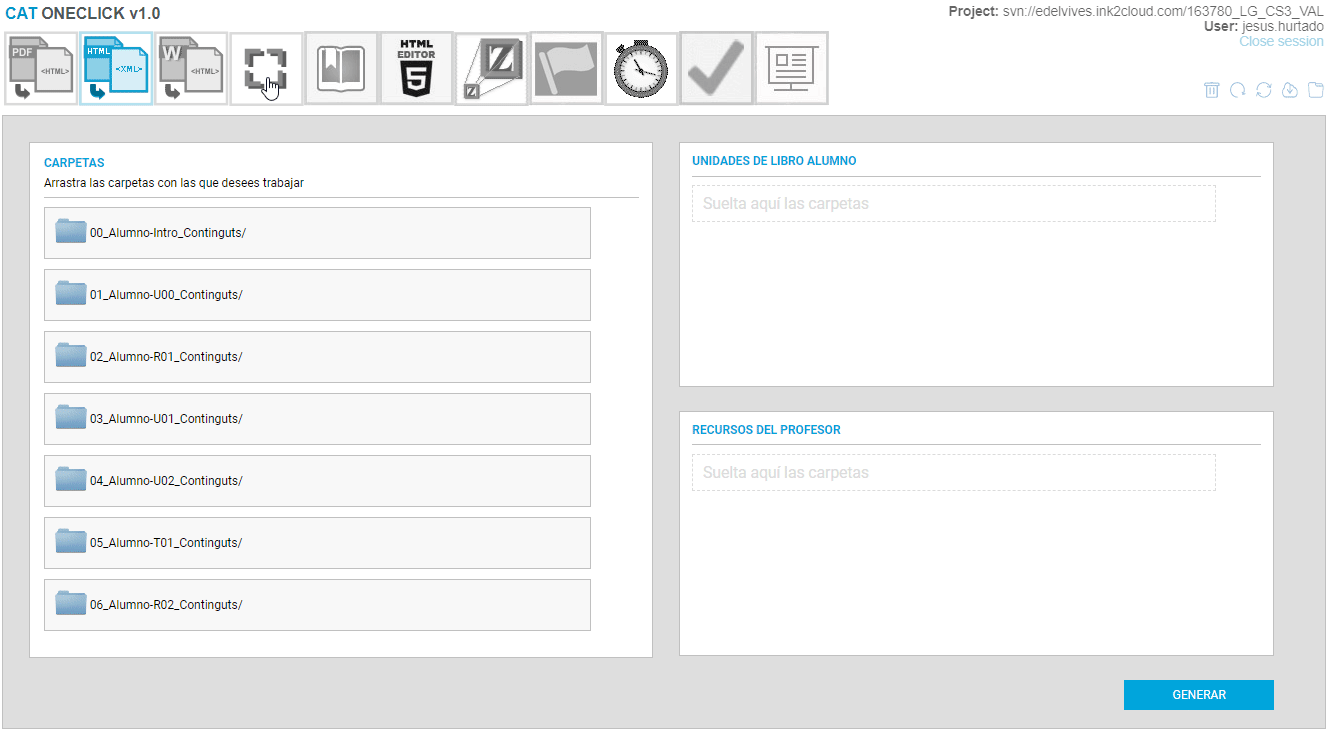 CAT ONECLICK v1.0
Project: svn://edelvives.ink2cloud.com/163780_LG_CS3_VAL
User: jesus.hurtado
Close session
PDF <HTML>
HTML <XML>
W <HTML>
HTML
EDITOR
5
Z
Z
CARPETAS
Arrastra las carpetas con las que desees trabajar
00_Alumno-Intro_Continguts/
01_Alumno-U00_Continguts/
02_Alumno-R01_Continguts/
03_Alumno-U01_Continguts/
04_Alumno-U02_Continguts/
05_Alumno-T01_Continguts/
06_Alumno-R02_Continguts/
UNIDADES DE LIBRO ALUMNO
Suelta aquí las carpetas
RECURSOS DEL PROFESOR
Suelta aquí las carpetas
GENERAR